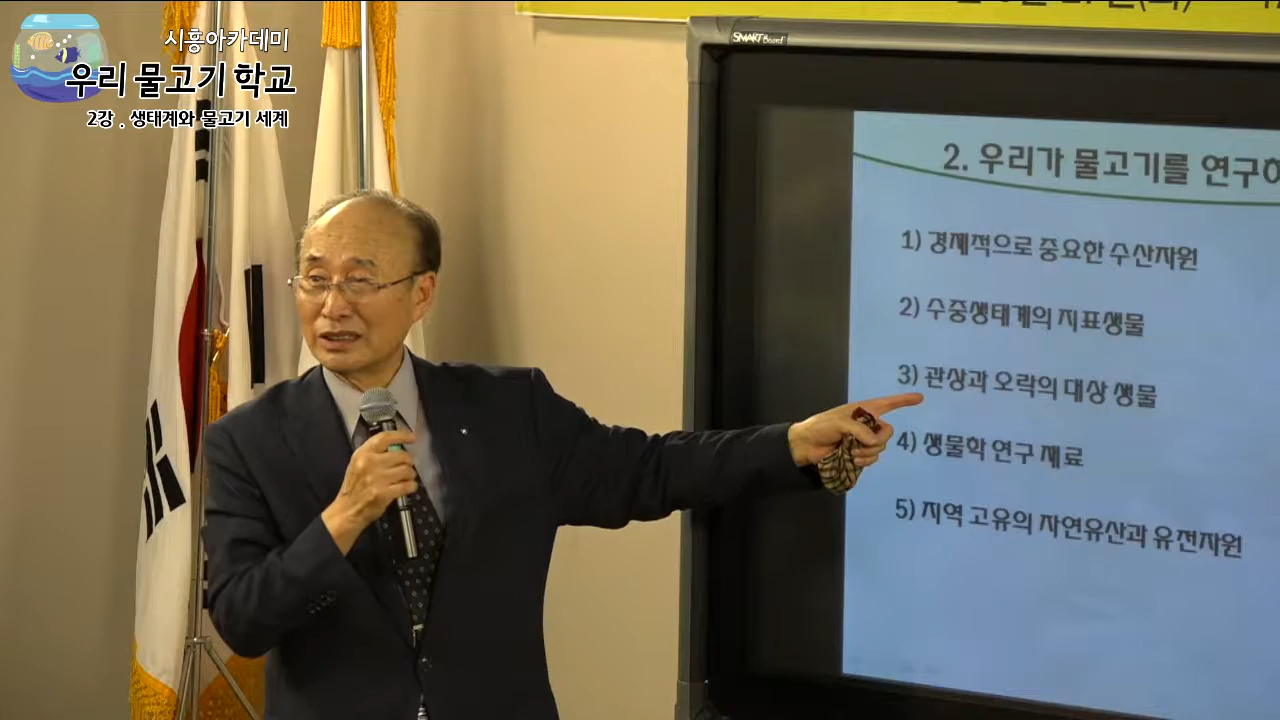 시흥아카데미
우리 물고기 학교
2강 . 생태계와 물고기 세계
SMART Board
2. 우리가 물고기를 연구하
1) 경제적으로 중요한 수산자원
2) 수중생태계의 지표생물
3) 관상과 오락의 대상 생물
4) 생물학 연구 재료
5) 지역 고유의 자연유산과 유전자원